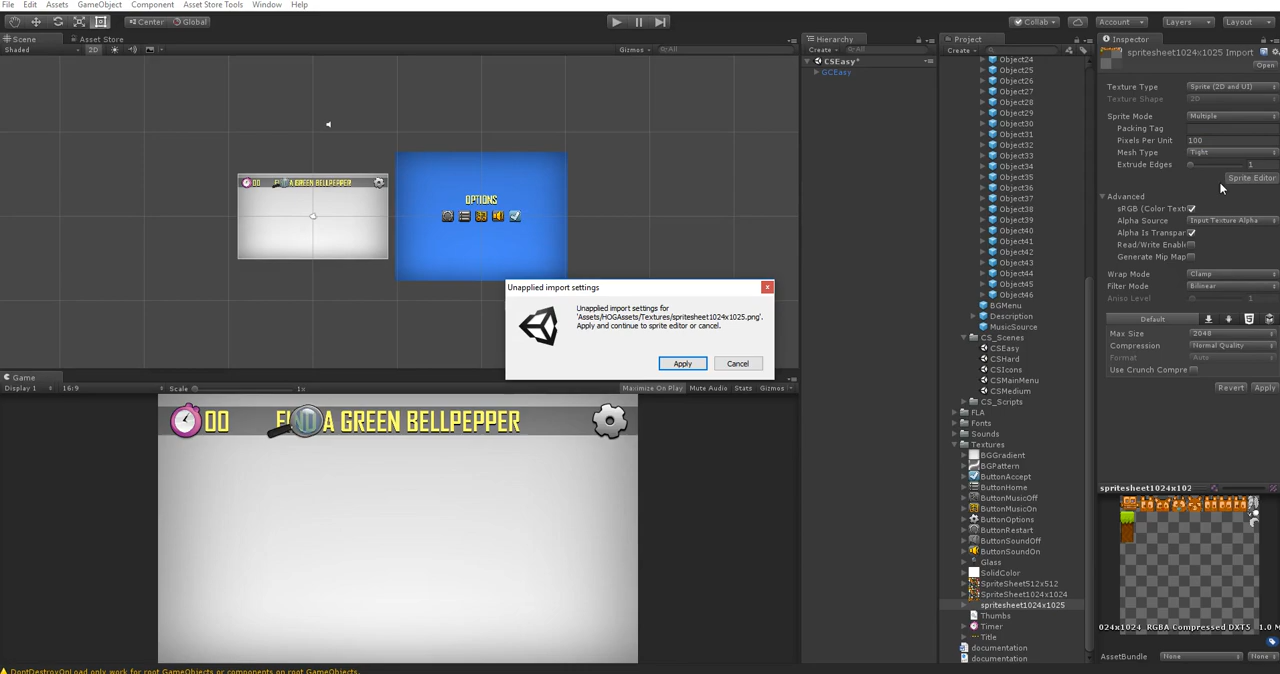 File Edit Assets GameObject Component Asset Store Tools Window Help
Center Global Collab Account Layers Layout
Scene Asset Store
Shaded 2D Gizmos All
00 A GREEN BELLPEPPER
OPTIONS
Unapplied import settings
Unapplied import settings for
'Assets/HOGAssets/Textures/spritesheet1024x1025.png'.
Apply and continue to sprite editor or cancel.
Apply Cancel
Game
Display 1 16:9 Scale 1x Maximize On Play Mute Audio Stats Gizmos
00 FIND A GREEN BELLPEPPER
DontDestroyOnLoad only work for root GameObjects or components on root GameObjects.
Hierarchy
Create All
CSEasy*
GCEasy
Project
Create
Object24
Object25
Object26
Object27
Object28
Object29
Object30
Object31
Object32
Object33
Object34
Object35
Object36
Object37
Object38
Object39
Object40
Object41
Object42
Object43
Object44
Object45
Object46
BGMenu
Description
MusicSource
CS_Scenes
CSEasy
CSHard
CSIcons
CSMainMenu
CSMedium
CS_Scripts
FLA
Fonts
Sounds
Textures
BGGradient
BGPattern
ButtonAccept
ButtonHome
ButtonMusicOff
ButtonMusicOn
ButtonOptions
ButtonRestart
ButtonSoundOff
ButtonSoundOn
Glass
SolidColor
SpriteSheet512x512
SpriteSheet1024x1024
spritesheet1024x1025
Thumbs
Timer
Title
documentation
documentation
Inspector
spritesheet1024x1025 Import
Open
Texture Type Sprite (2D and UI)
Texture Shape 2D
Sprite Mode Multiple
Packing Tag
Pixels Per Unit 100
Mesh Type Tight
Extrude Edges 1
Sprite Editor
Advanced
sRGB (Color Text
Alpha Source Input Texture Alpha
Alpha Is Transpar
Read/Write Enabl
Generate Mip Map
Wrap Mode Clamp
Filter Mode Bilinear
Aniso Level 1
Default
Max Size 2048
Compression Normal Quality
Format Auto
Use Crunch Compre
Revert Apply
spritesheet1024x102
024x1024 RGBA Compressed DXT5 1.0 M
AssetBundle None None